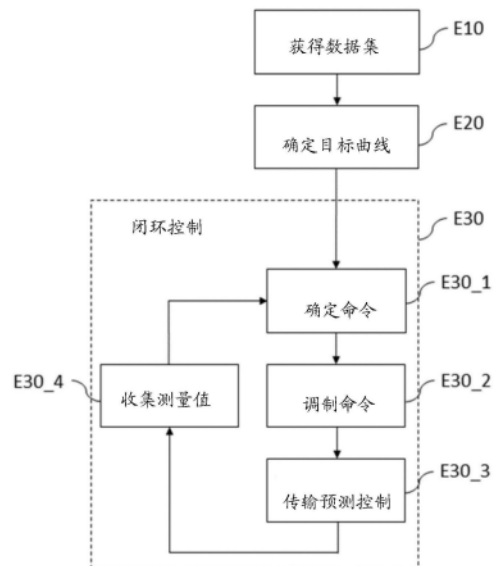 获得数据集
E10
确定目标曲线
E20
闭环控制
E30
确定命令
E30_1
E30_4
收集测量值
调制命令
E30_2
传输预测控制
E30_3